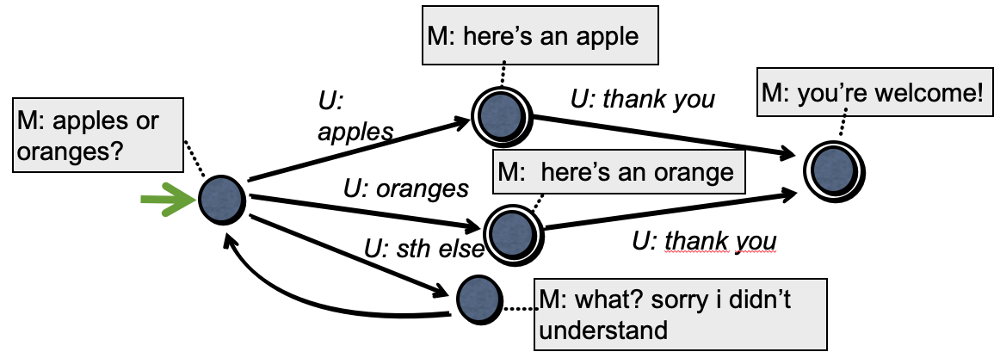 M: here’s an apple
U: thank you
M: you’re welcome!
U:
apples
M: apples or
oranges?
M:  here’s an orange
U: oranges
U: thank you
U: sth else
M: what? sorry i didn’t
understand